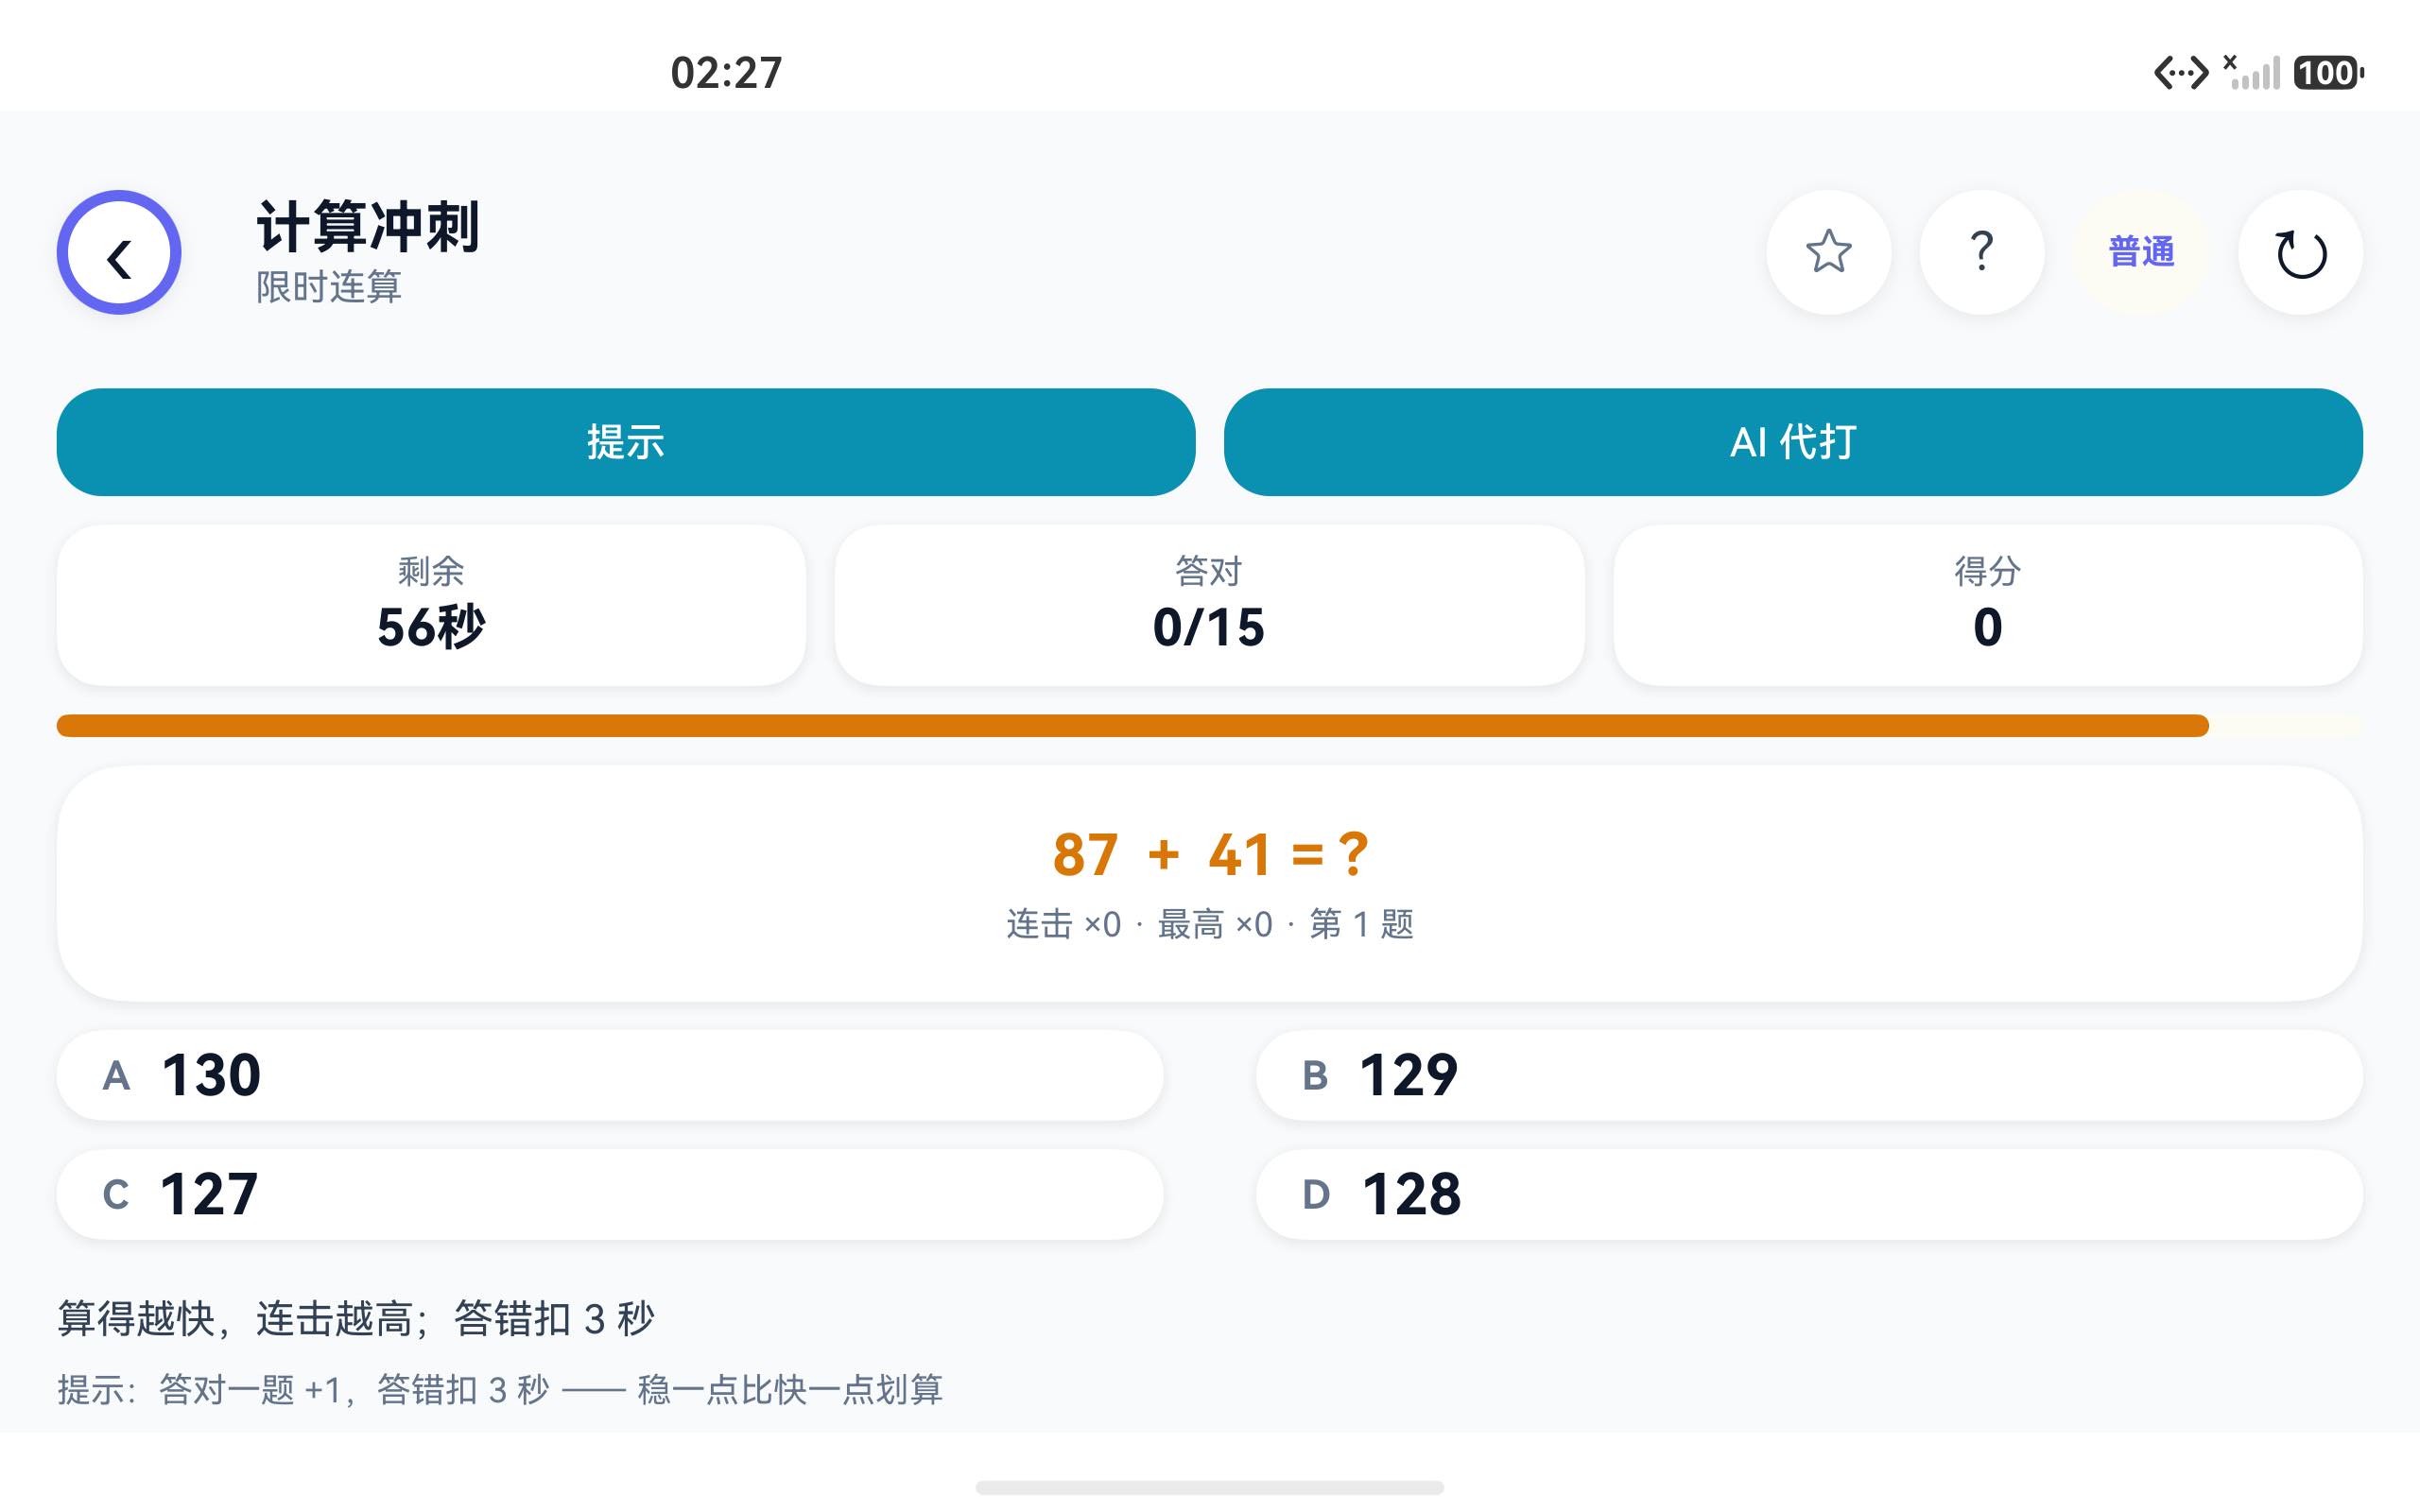 02:27
100
计算冲刺
限时连算
?
普通
提示
AI 代打
剩余
56秒
答对
0/15
得分
0
87 + 41 = ?
连击 ×0 · 最高 ×0 · 第 1 题
A 130
B 129
C 127
D 128
算得越快，连击越高；答错扣 3 秒
提示：答对一题 +1，答错扣 3 秒 —— 稳一点比快一点划算